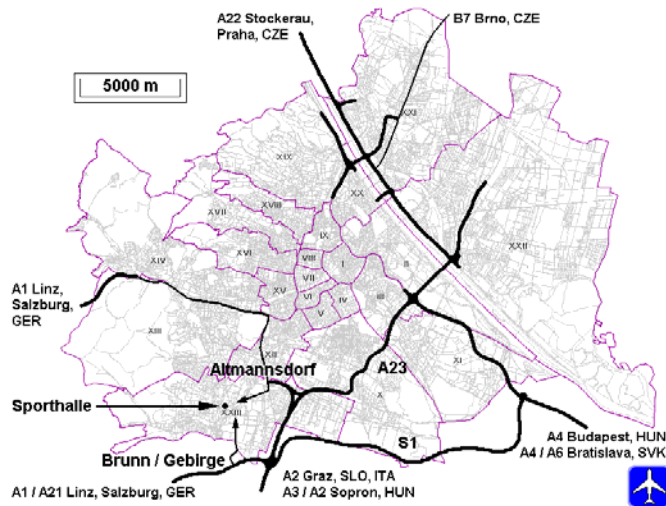 A22 Stockerau,
Praha, CZE
B7 Brno, CZE
5000 m
XXI
XIX
XX
XVIII
XVII
IX
XXII
XVI
VIII
I
II
XIV
VII
XV
VI
IV
III
V
A1 Linz,
Salzburg,
GER
XIII
XII
XI
Altmannsdorf
A23
X
Sporthalle
XXIII
S1
A4 Budapest, HUN
A4 / A6 Bratislava, SVK
Brunn / Gebirge
A2 Graz, SLO, ITA
A1 / A21 Linz, Salzburg, GER
A3 / A2 Sopron, HUN